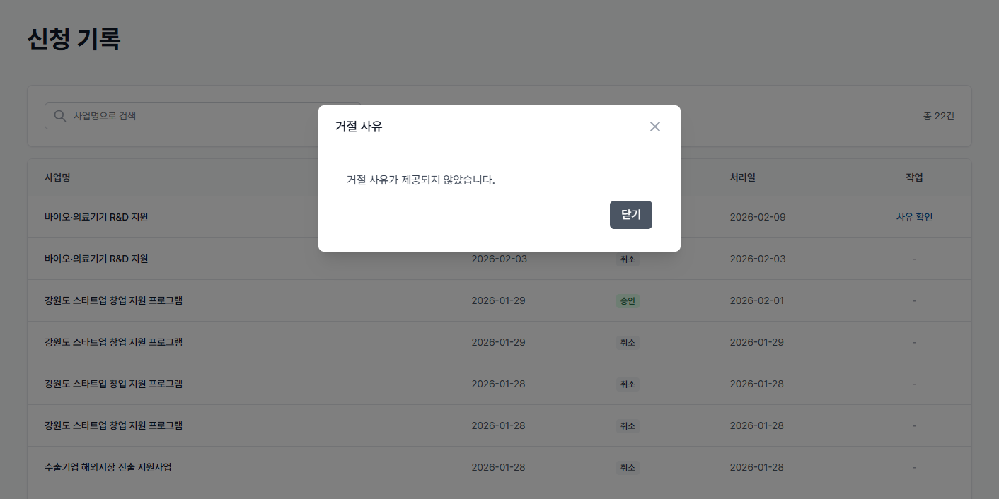 신청 기록
사업명으로 검색
총 22건
거절 사유
거절 사유가 제공되지 않았습니다.
닫기
사업명 처리일 작업
바이오·의료기기 R&D 지원 2026-02-09 사유 확인
바이오·의료기기 R&D 지원 2026-02-03 취소 2026-02-03 -
강원도 스타트업 창업 지원 프로그램 2026-01-29 승인 2026-02-01 -
강원도 스타트업 창업 지원 프로그램 2026-01-29 취소 2026-01-29 -
강원도 스타트업 창업 지원 프로그램 2026-01-28 취소 2026-01-28 -
강원도 스타트업 창업 지원 프로그램 2026-01-28 취소 2026-01-28 -
수출기업 해외시장 진출 지원사업 2026-01-28 취소 2026-01-28 -